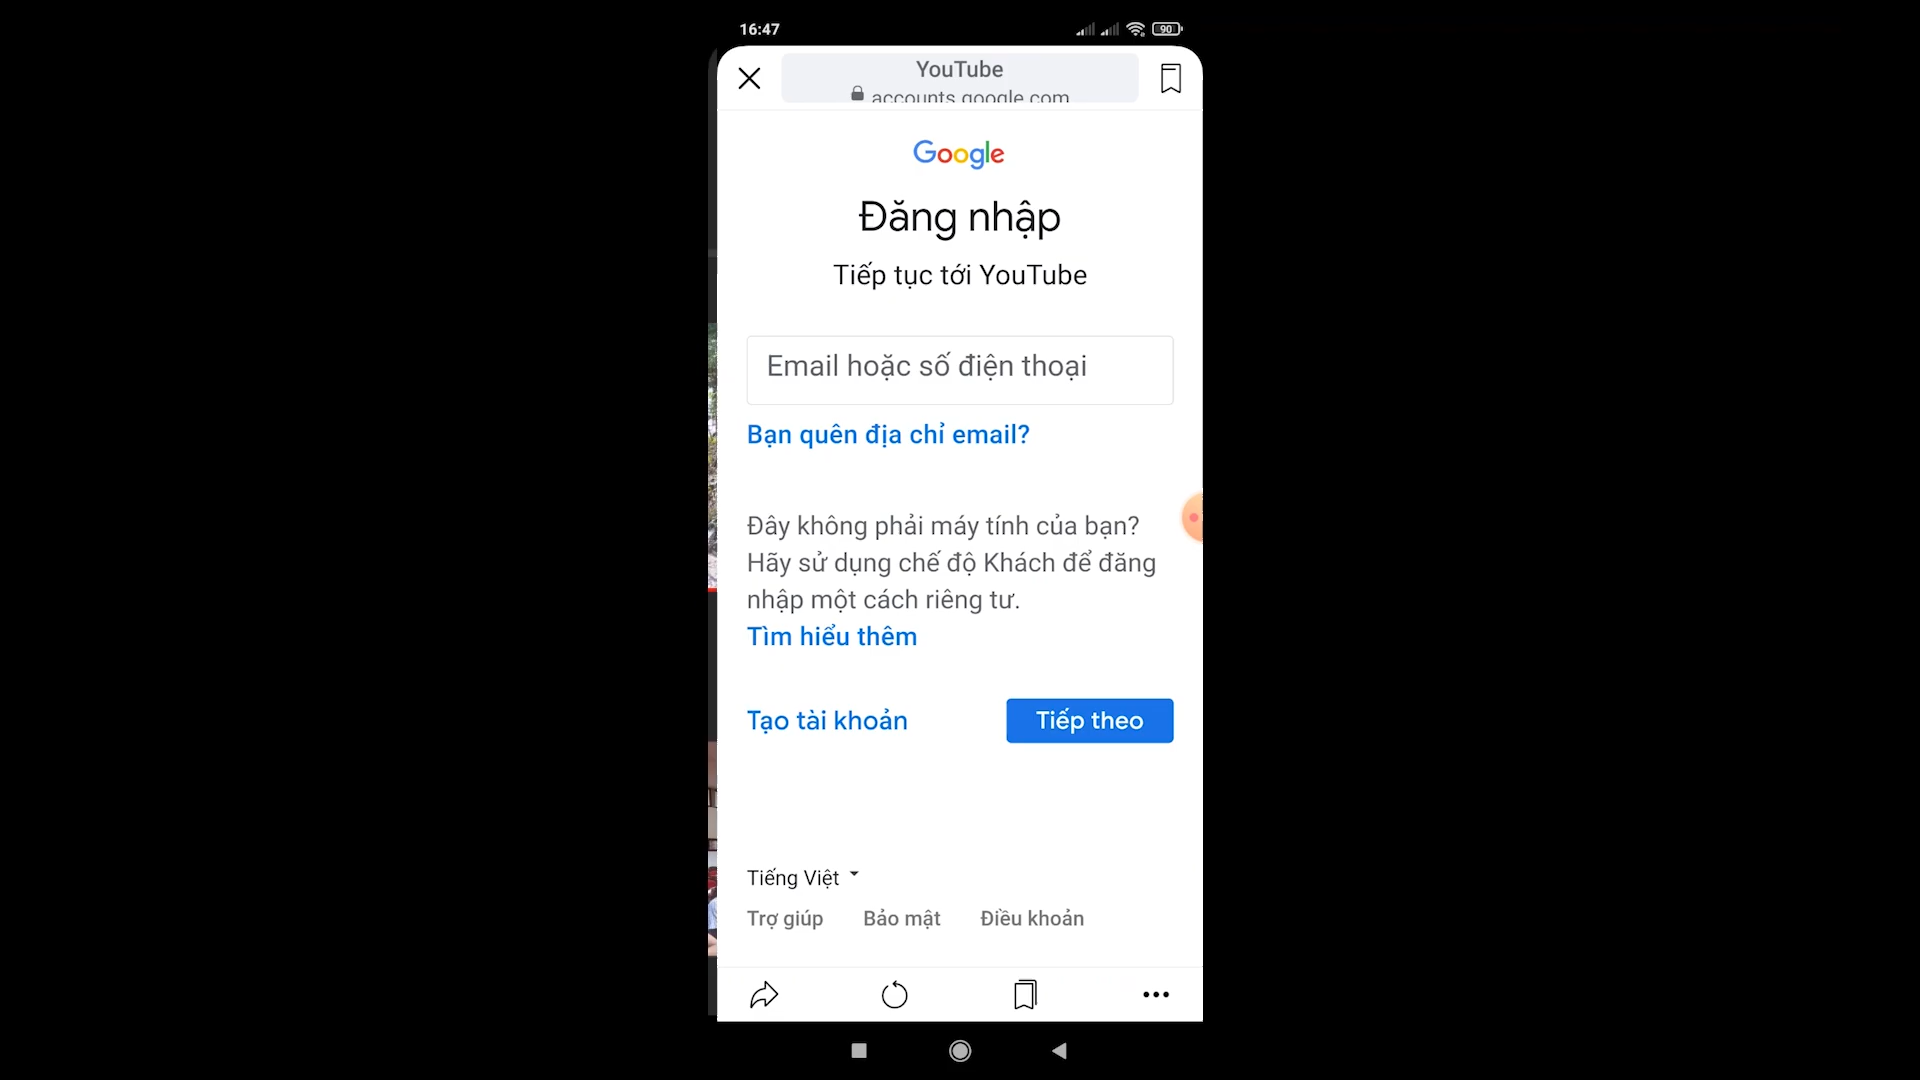 16:47
90
YouTube
accounts.google.com
Google
Đăng nhập
Tiếp tục tới YouTube
Email hoặc số điện thoại
Bạn quên địa chỉ email?
Đây không phải máy tính của bạn?
Hãy sử dụng chế độ Khách để đăng
nhập một cách riêng tư.
Tìm hiểu thêm
Tạo tài khoản
Tiếp theo
Tiếng Việt
Trợ giúp
Bảo mật
Điều khoản